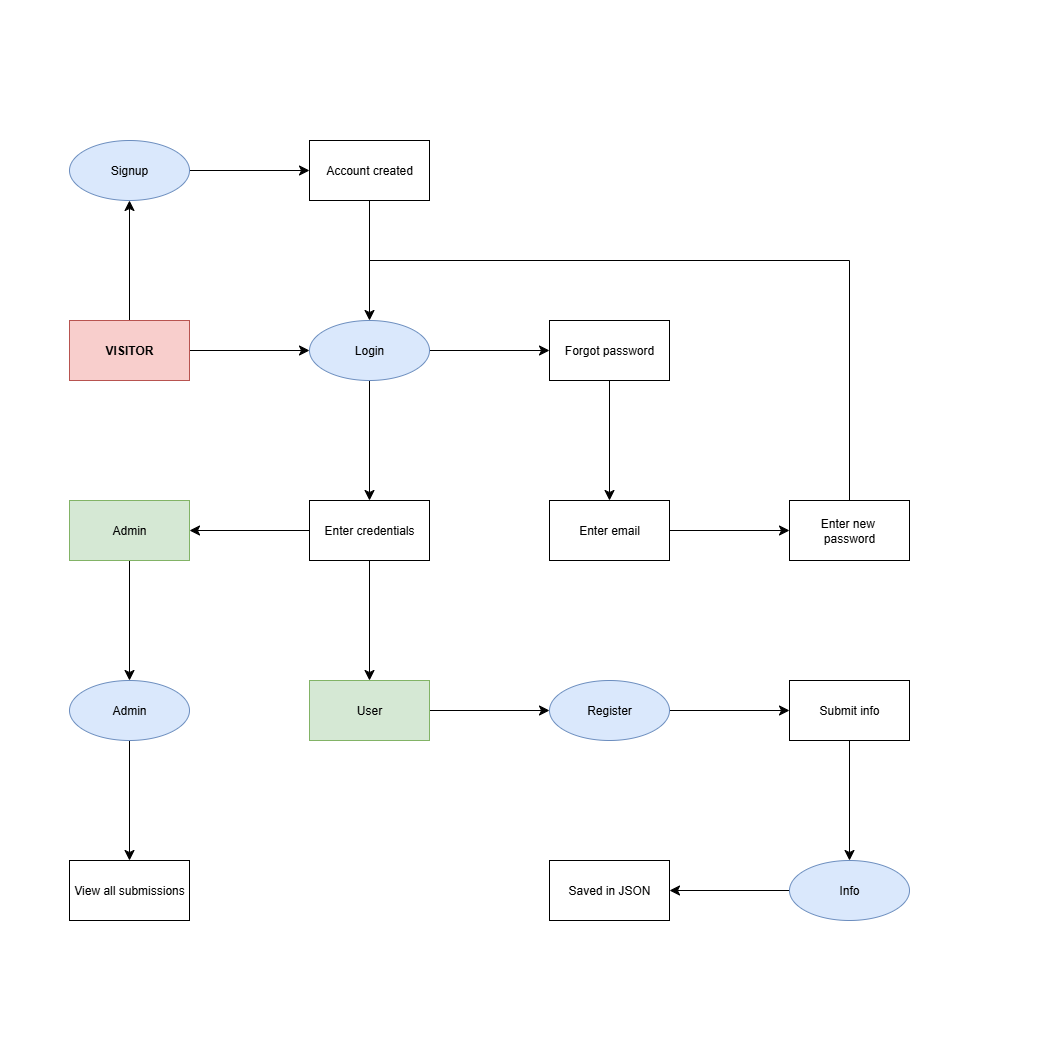 Signup
Account created
VISITOR
Login
Forgot password
Admin
Enter credentials
Enter email
Enter new
password
Admin
User
Register
Submit info
View all submissions
Saved in JSON
Info